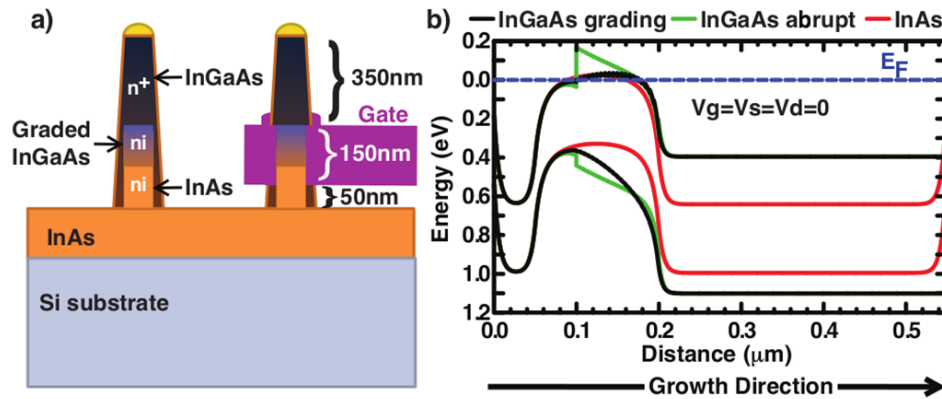 a)
n+
InGaAs
Graded
InGaAs
ni
ni
InAs
350nm
Gate
150nm
50nm
InAs
Si substrate
b)
InGaAs grading
InGaAs abrupt
InAs
0.2
0.0
0.2
0.4
0.6
0.8
1.0
1.2
Energy (eV)
EF
Vg=Vs=Vd=0
0.0
0.1
0.2
0.3
0.4
0.5
Distance (μm)
Growth Direction